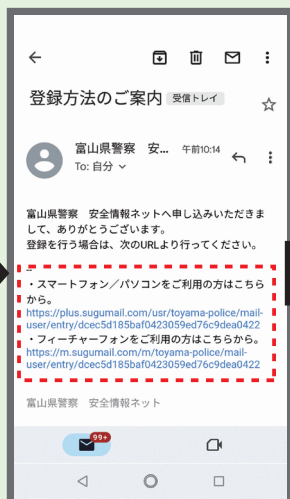 登録方法のご案内 受信トレイ
富山県警察 安... 午前10:14
To: 自分
富山県警察 安全情報ネットへ申し込みいただきま
して、ありがとうございます。
登録を行う場合は、次のURLより行ってください。
--
・スマートフォン／パソコンをご利用の方はこちら
から。
https://plus.sugumail.com/usr/toyama-police/mail-
user/entry/dcec5d185baf0423059ed76c9dea0422
・フィーチャーフォンをご利用の方はこちらから。
https://m.sugumail.com/m/toyama-police/mail-
user/entry/dcec5d185baf0423059ed76c9dea0422
富山県警察 安全情報ネット
99+